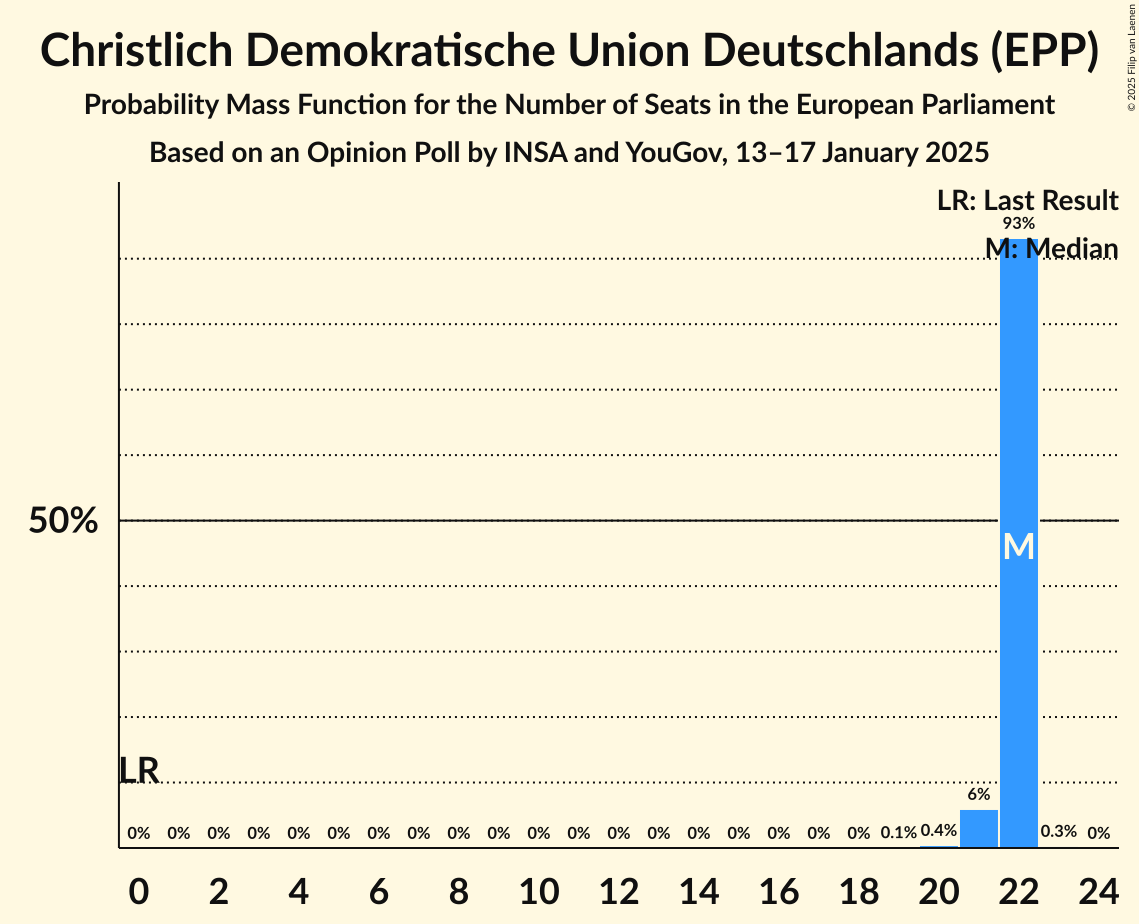 Christlich Demokratische Union Deutschlands (EPP)
Probability Mass Function for the Number of Seats in the European Parliament
Based on an Opinion Poll by INSA and YouGov, 13–17 January 2025
© 2025 Filip van Laenen
LR: Last Result
93%
M: Median
50%
M
LR
6%
0% 0% 0% 0% 0% 0% 0% 0% 0% 0% 0% 0% 0% 0% 0% 0% 0% 0% 0% 0.1% 0.4% 0.3% 0%
0 2 4 6 8 10 12 14 16 18 20 22 24